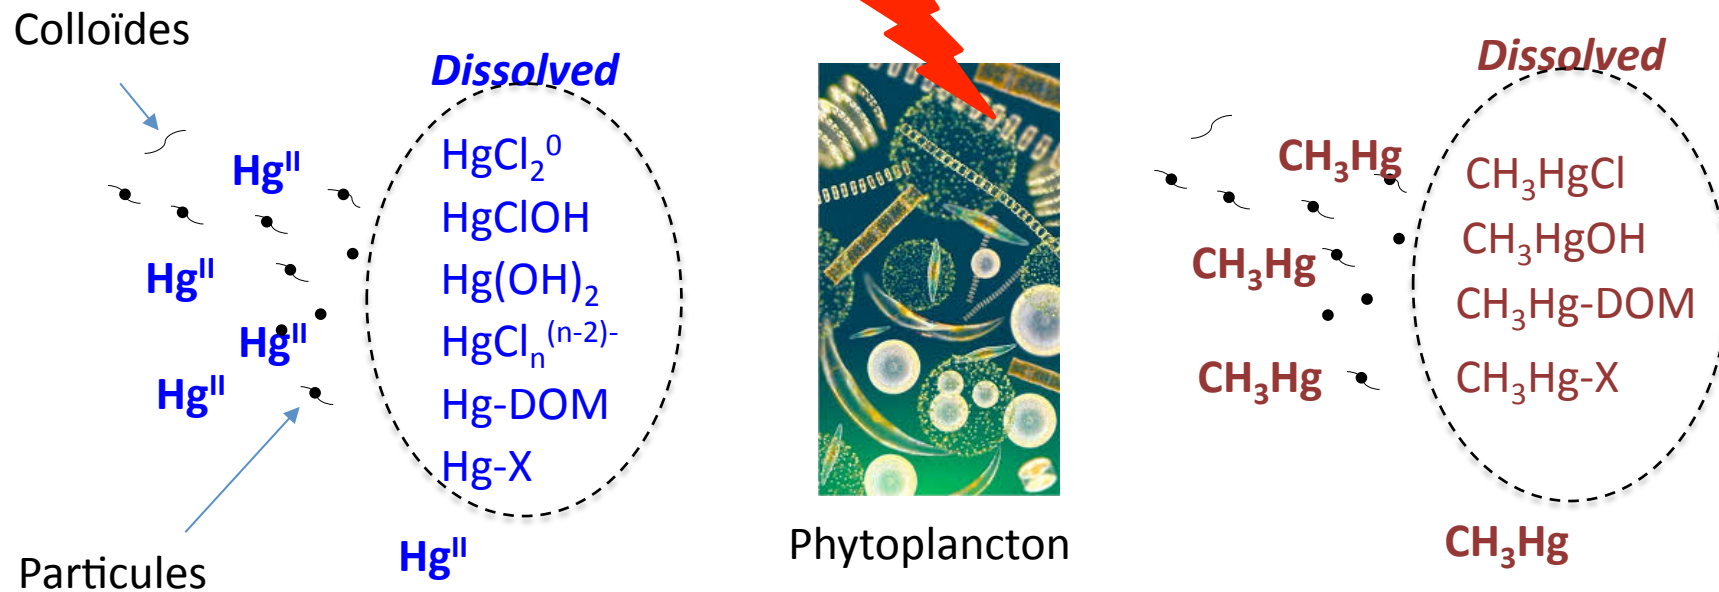 Colloïdes
Dissolved
HgCl₂⁰
HgClOH
Hg(OH)₂
HgClₙ⁽ⁿ⁻²⁾⁻
Hg-DOM
Hg-X
Hgᴵᴵ
Hgᴵᴵ
Hgᴵᴵ
Hgᴵᴵ
Hgᴵᴵ
Particules
Phytoplancton
Dissolved
CH₃HgCl
CH₃HgOH
CH₃Hg-DOM
CH₃Hg-X
CH₃Hg
CH₃Hg
CH₃Hg
CH₃Hg